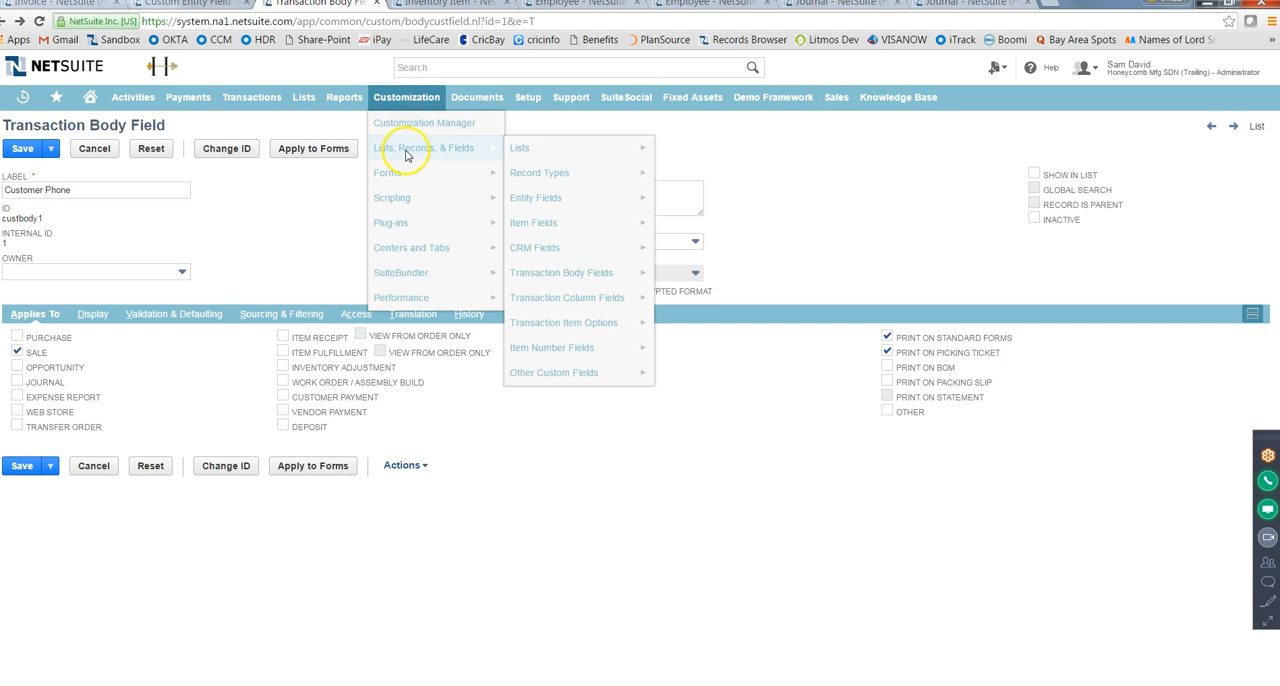 Invoice - NetSuite
Custom Entity Field
Transaction Body Fiel
Inventory Item - NetS
Employee - NetSuite
Employee - NetSuite
Journal - NetSuite
Journal - NetSuite
NetSuite Inc. [US] https://system.na1.netsuite.com/app/common/custom/bodycustfield.nl?id=1&e=T
Apps Gmail Sandbox OKTA CCM HDR Share-Point iPay LifeCare CricBay cricinfo Benefits PlanSource Records Browser Litmos Dev VISANOW iTrack Boomi Bay Area Spots Names of Lord S »
NETSUITE
Search
Help
Sam David
Honeycomb Mfg SDN (Trailing) - Administrator
Activities Payments Transactions Lists Reports Customization Documents Setup Support SuiteSocial Fixed Assets Demo Framework Sales Knowledge Base
Transaction Body Field
List
Save Cancel Reset Change ID Apply to Forms
Customization Manager
Lists, Records, & Fields
Forms
Scripting
Plug-ins
Centers and Tabs
SuiteBundler
Performance
Lists
Record Types
Entity Fields
Item Fields
CRM Fields
Transaction Body Fields
Transaction Column Fields
Transaction Item Options
Item Number Fields
Other Custom Fields
LABEL *
Customer Phone
ID
custbody1
INTERNAL ID
1
OWNER
YPTED FORMAT
SHOW IN LIST
GLOBAL SEARCH
RECORD IS PARENT
INACTIVE
Applies To Display Validation & Defaulting Sourcing & Filtering Access Translation History
PURCHASE
SALE
OPPORTUNITY
JOURNAL
EXPENSE REPORT
WEB STORE
TRANSFER ORDER
ITEM RECEIPT VIEW FROM ORDER ONLY
ITEM FULFILLMENT VIEW FROM ORDER ONLY
INVENTORY ADJUSTMENT
WORK ORDER / ASSEMBLY BUILD
CUSTOMER PAYMENT
VENDOR PAYMENT
DEPOSIT
PRINT ON STANDARD FORMS
PRINT ON PICKING TICKET
PRINT ON BOM
PRINT ON PACKING SLIP
PRINT ON STATEMENT
OTHER
Save Cancel Reset Change ID Apply to Forms Actions